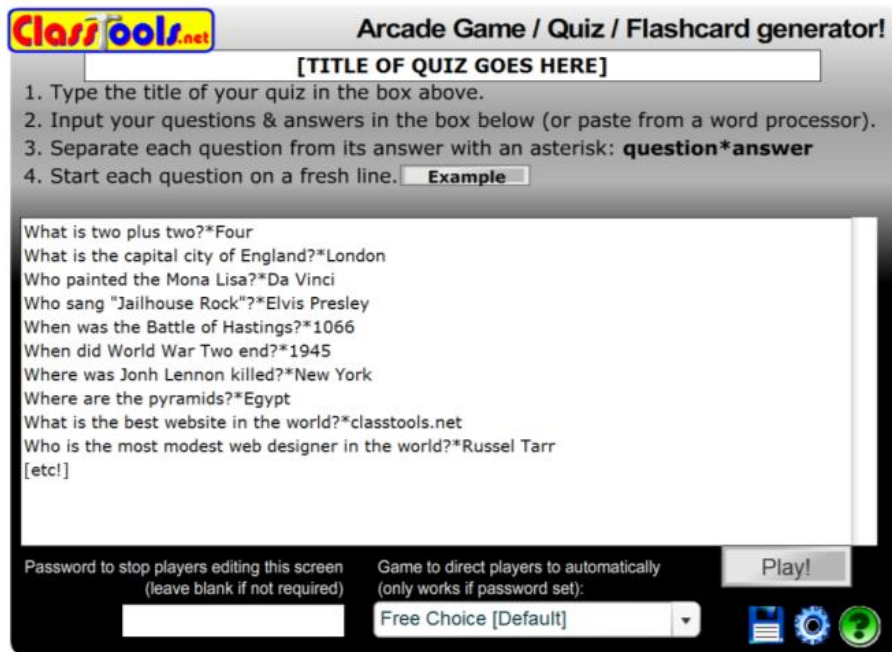 ClassTools.net
Arcade Game / Quiz / Flashcard generator!
[TITLE OF QUIZ GOES HERE]
1. Type the title of your quiz in the box above.
2. Input your questions & answers in the box below (or paste from a word processor).
3. Separate each question from its answer with an asterisk: question*answer
4. Start each question on a fresh line. Example
What is two plus two?*Four
What is the capital city of England?*London
Who painted the Mona Lisa?*Da Vinci
Who sang "Jailhouse Rock"?*Elvis Presley
When was the Battle of Hastings?*1066
When did World War Two end?*1945
Where was Jonh Lennon killed?*New York
Where are the pyramids?*Egypt
What is the best website in the world?*classtools.net
Who is the most modest web designer in the world?*Russel Tarr
[etc!]
Password to stop players editing this screen
(leave blank if not required)
Game to direct players to automatically
(only works if password set):
Free Choice [Default]
Play!
?